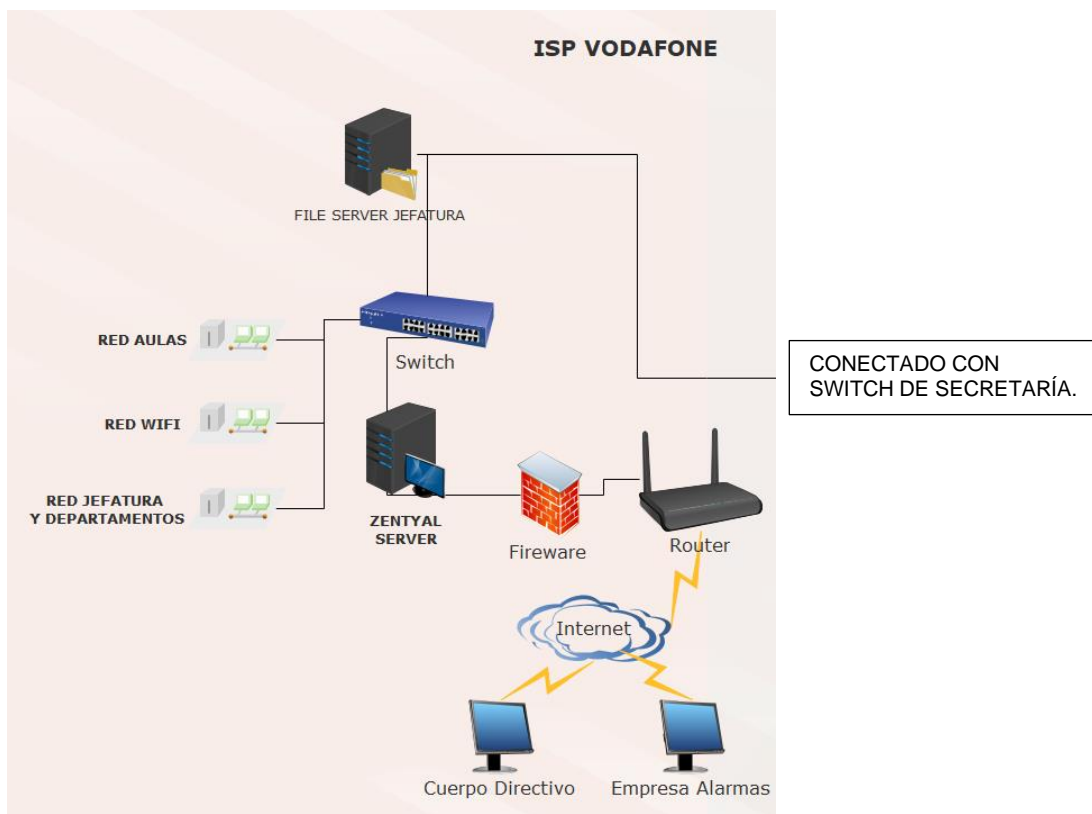 ISP VODAFONE
FILE SERVER JEFATURA
Switch
RED AULAS
CONECTADO CON
SWITCH DE SECRETARÍA.
RED WIFI
RED JEFATURA
Y DEPARTAMENTOS
ZENTYAL
SERVER
Fireware
Router
Internet
Cuerpo Directivo
Empresa Alarmas